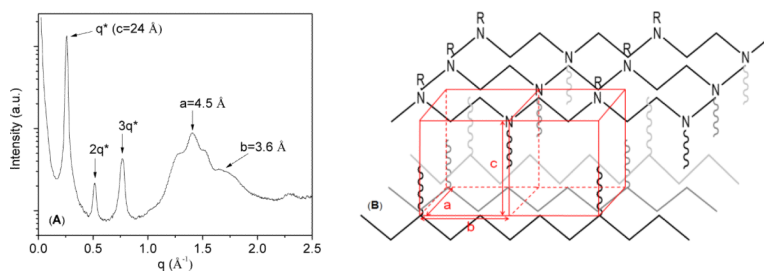 q* (c=24 Å)
2q*
3q*
a=4.5 Å
b=3.6 Å
Intensity (a.u.)
(A)
0.0 0.5 1.0 1.5 2.0 2.5
q (Å⁻¹)
R R R
N N N
R R
N N N
R R
N N N N
c
a
b
(B)